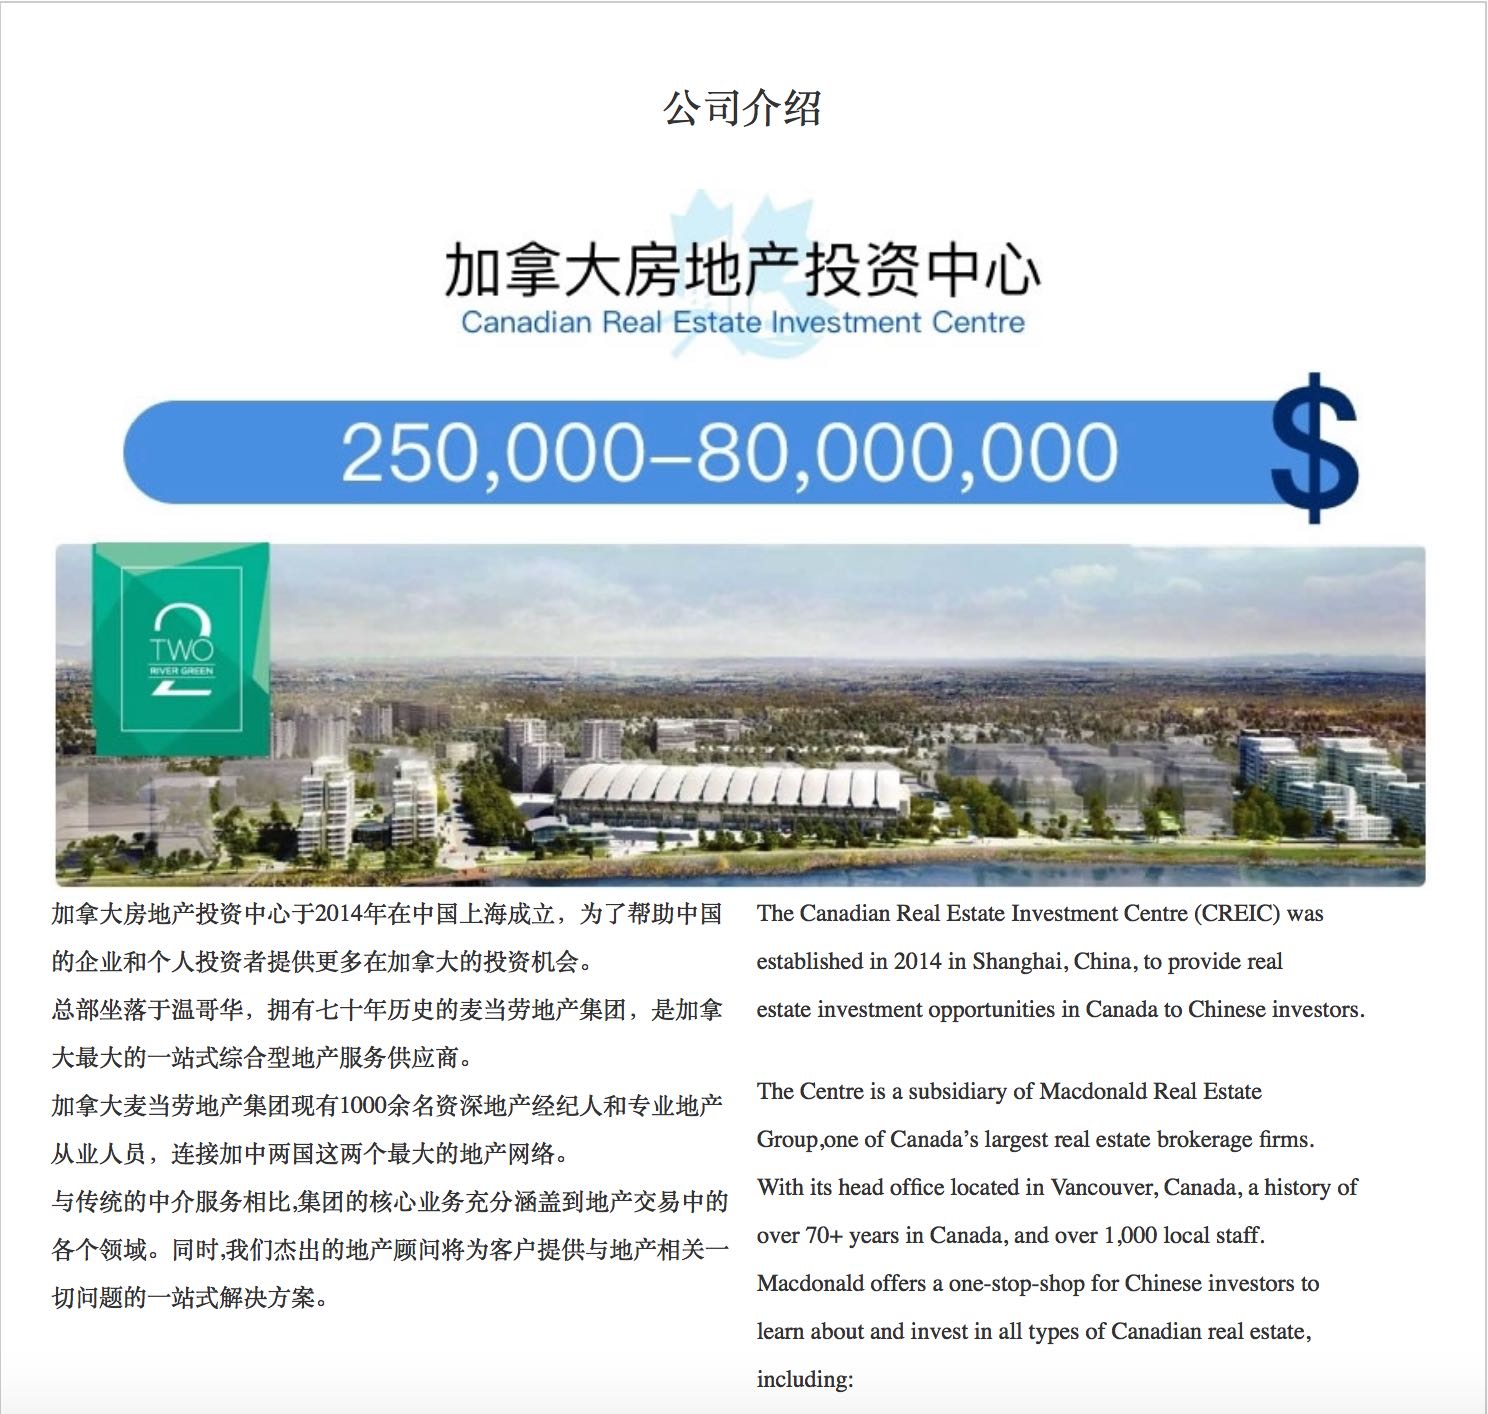 公司介绍
加拿大房地产投资中心
Canadian Real Estate Investment Centre
250,000–80,000,000
$
2
TWO
RIVER GREEN
加拿大房地产投资中心于2014年在中国上海成立，为了帮助中国
的企业和个人投资者提供更多在加拿大的投资机会。
总部坐落于温哥华，拥有七十年历史的麦当劳地产集团，是加拿
大最大的一站式综合型地产服务供应商。
加拿大麦当劳地产集团现有1000余名资深地产经纪人和专业地产
从业人员，连接加中两国这两个最大的地产网络。
与传统的中介服务相比,集团的核心业务充分涵盖到地产交易中的
各个领域。同时,我们杰出的地产顾问将为客户提供与地产相关一
切问题的一站式解决方案。
The Canadian Real Estate Investment Centre (CREIC) was
established in 2014 in Shanghai, China, to provide real
estate investment opportunities in Canada to Chinese investors.
The Centre is a subsidiary of Macdonald Real Estate
Group,one of Canada’s largest real estate brokerage firms.
With its head office located in Vancouver, Canada, a history of
over 70+ years in Canada, and over 1,000 local staff.
Macdonald offers a one-stop-shop for Chinese investors to
learn about and invest in all types of Canadian real estate,
including: